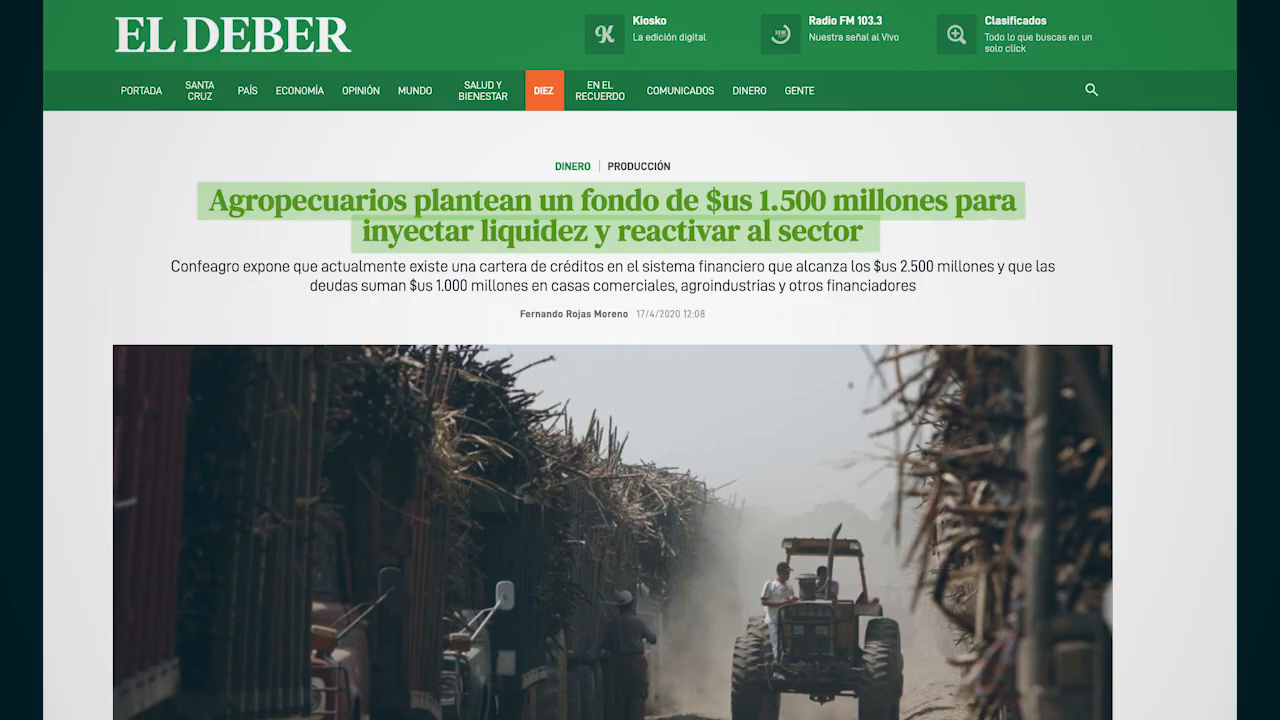 EL DEBER
Kiosko
La edición digital
Radio FM 103.3
Nuestra señal al Vivo
Clasificados
Todo lo que buscas en un
solo click
PORTADA
SANTA
CRUZ
PAÍS
ECONOMÍA
OPINIÓN
MUNDO
SALUD Y
BIENESTAR
DIEZ
EN EL
RECUERDO
COMUNICADOS
DINERO
GENTE
DINERO | PRODUCCIÓN
Agropecuarios plantean un fondo de $us 1.500 millones para
inyectar liquidez y reactivar al sector
Confeagro expone que actualmente existe una cartera de créditos en el sistema financiero que alcanza los $us 2.500 millones y que las
deudas suman $us 1.000 millones en casas comerciales, agroindustrias y otros financiadores
Fernando Rojas Moreno 17/4/2020 12:08